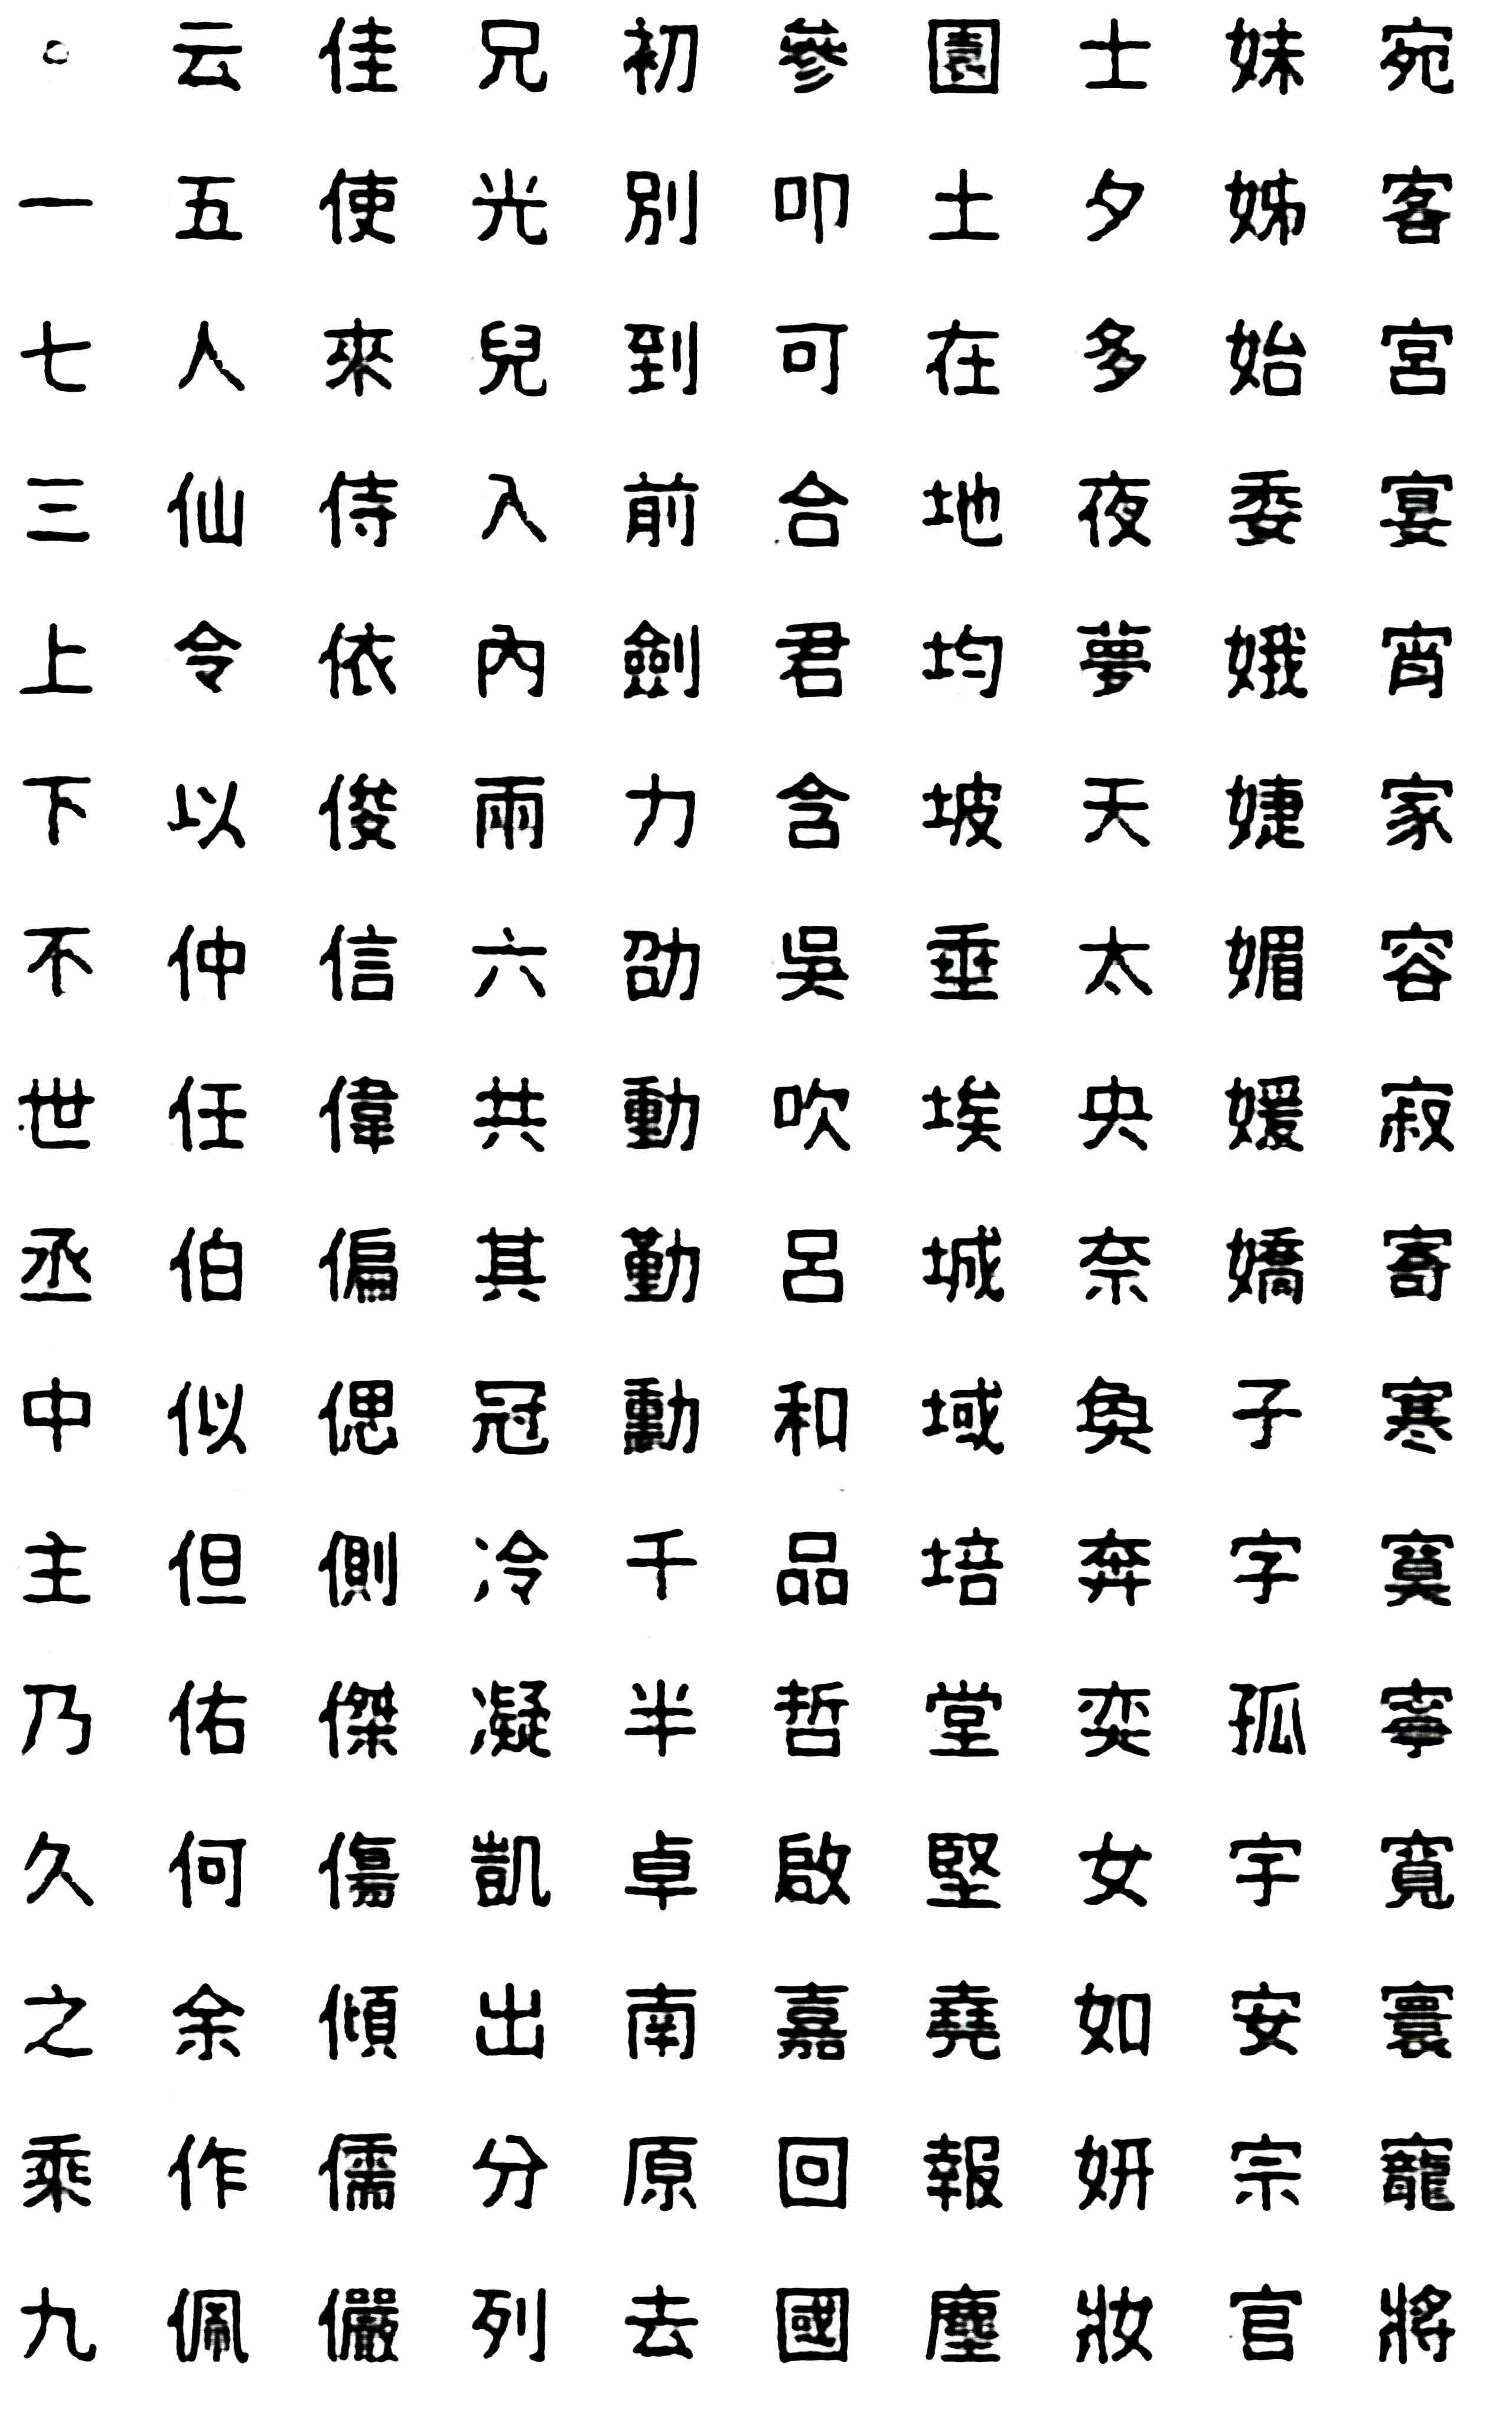 。一七三上下不世丞中主乃久之乘九
云五人仙令以仲任伯似但佑何余作佩
佳使來侍依俊信偉偏偲側傑傷傾儒儼
兄光兒入內兩六共其冠冷凝凱出分列
初別到前劍力劭動勤勳千半卓南原去
參叩可合君含吳吹呂和品哲啟嘉回國
園土在地均坡垂埃城域培堂堅堯報塵
士夕多夜夢天太央奈奐奔奕女如妍妝
妹姊始委娥婕媚媛嬌子字孤宇安宗官
宛客宮宴宵家容寂寄寒寞寧寬寰寵將